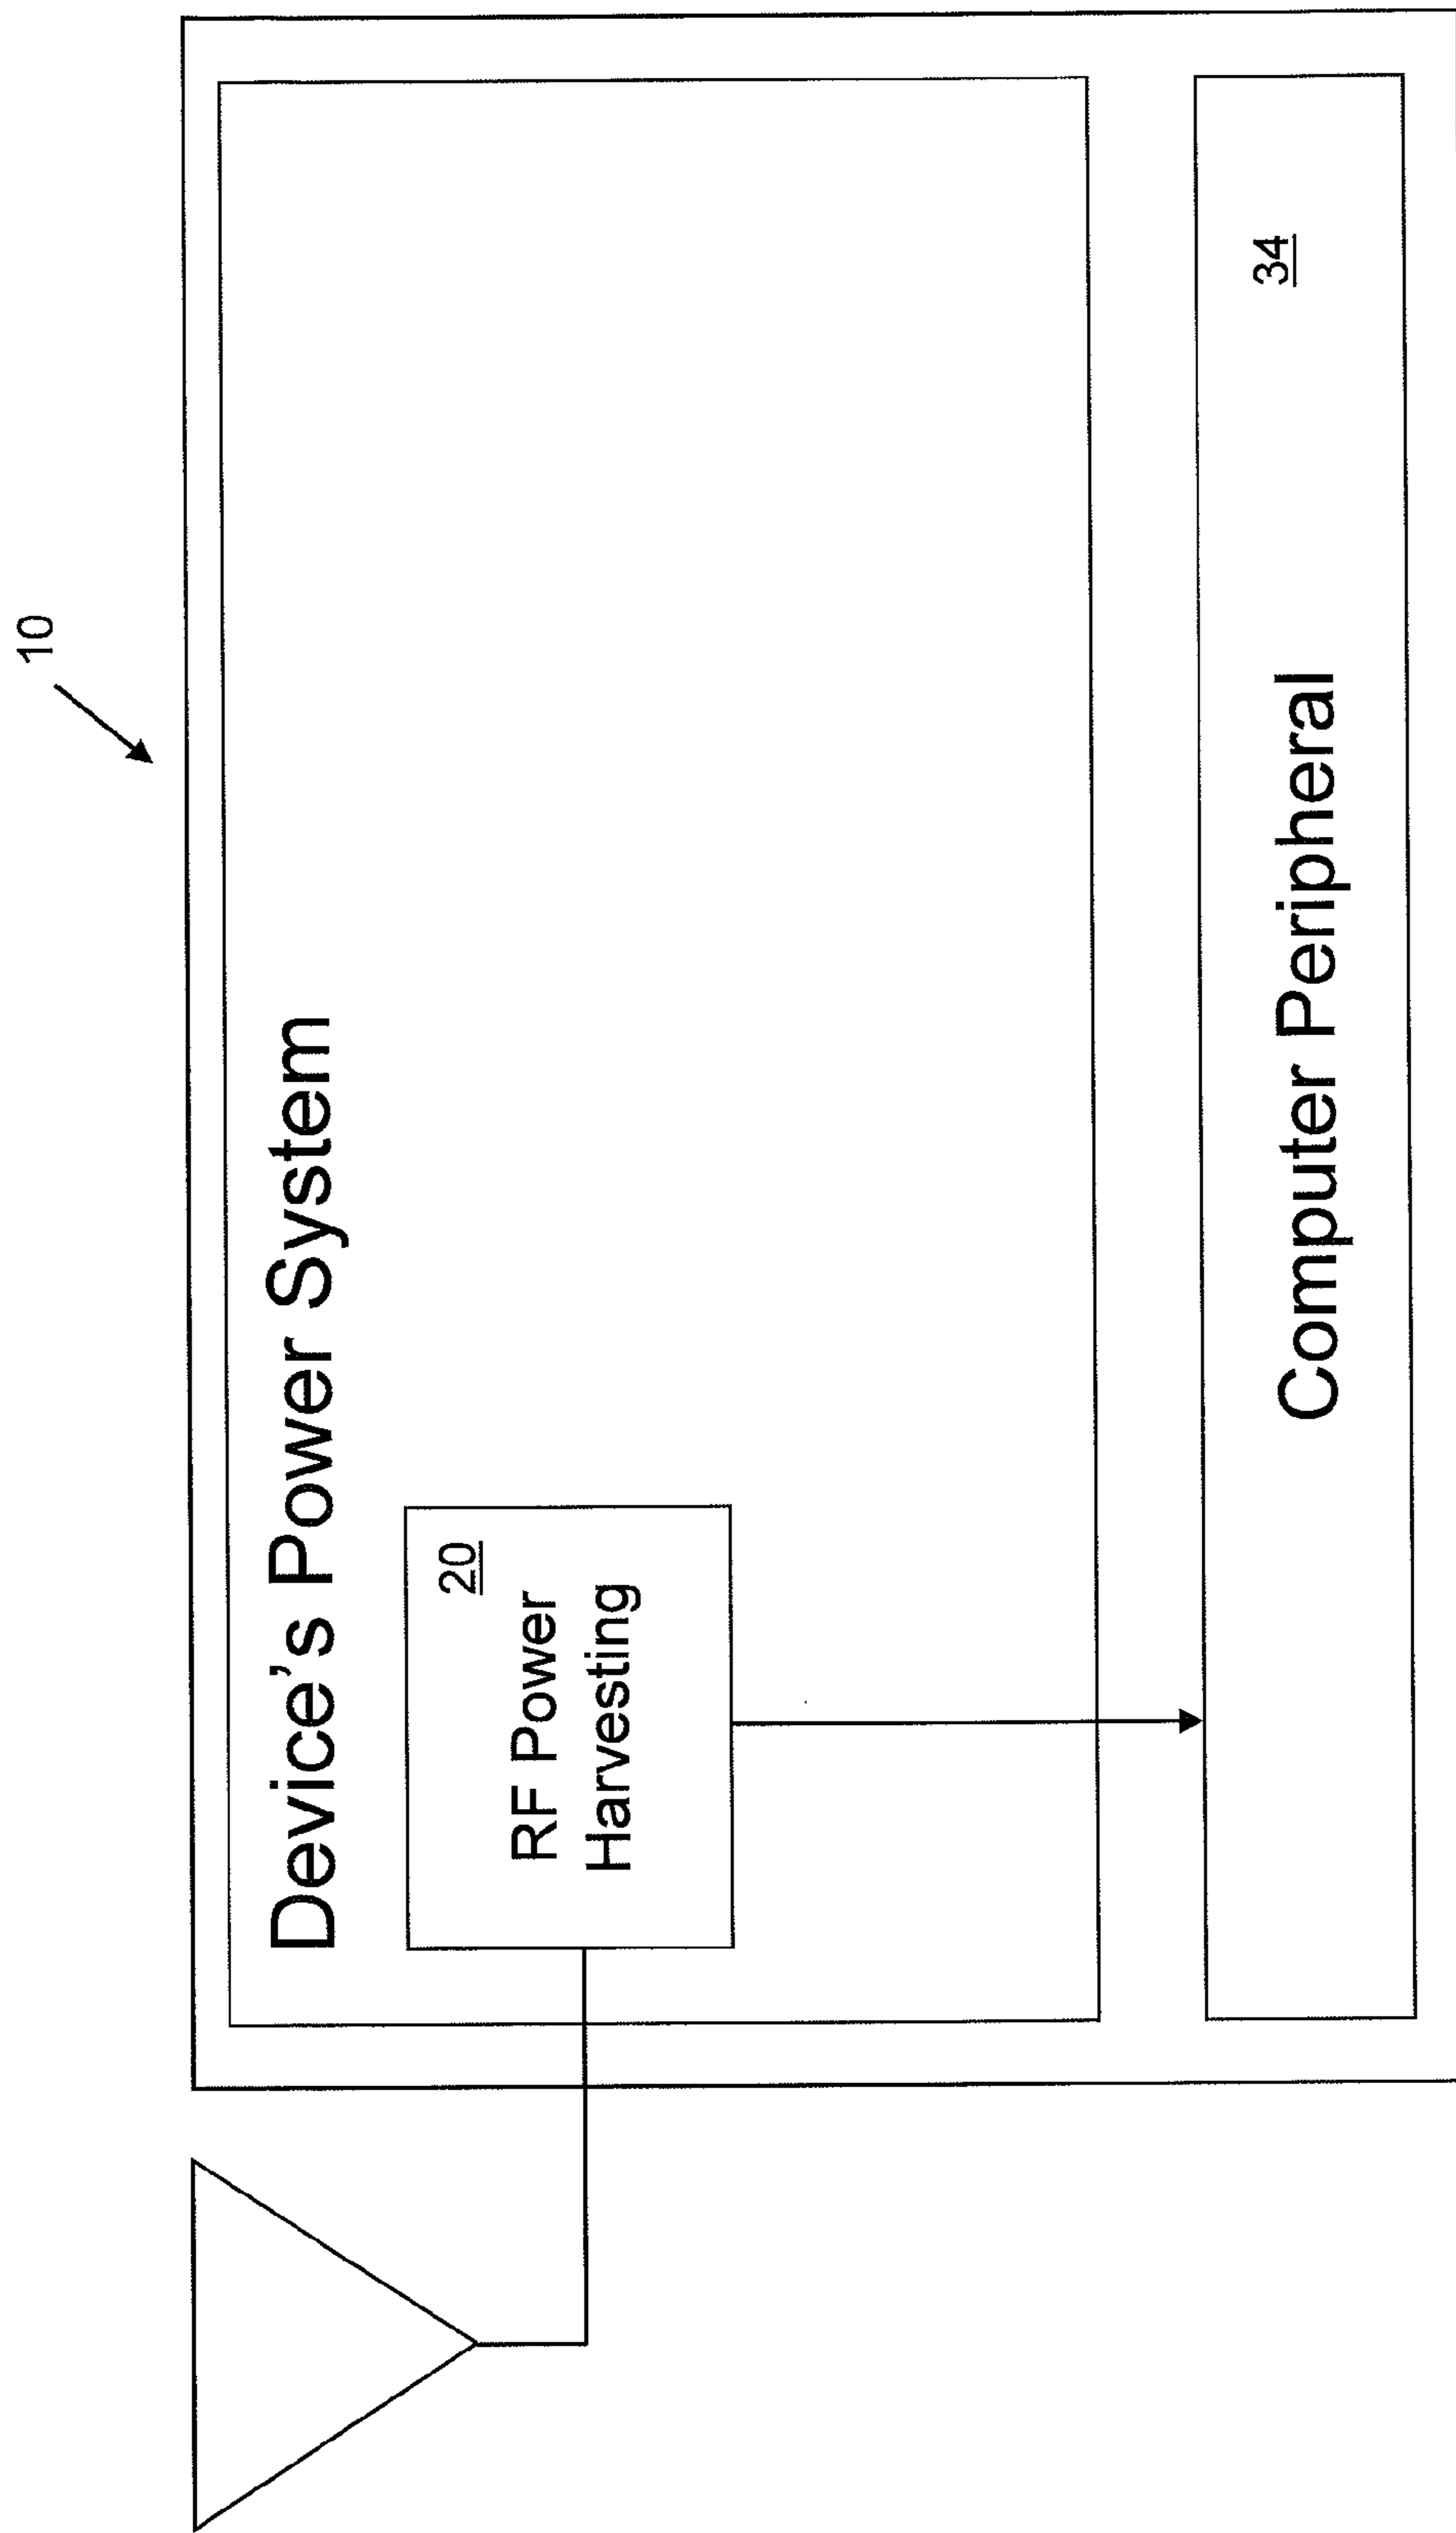 10
Device's Power System
20
RF Power
Harvesting
34
Computer Peripheral